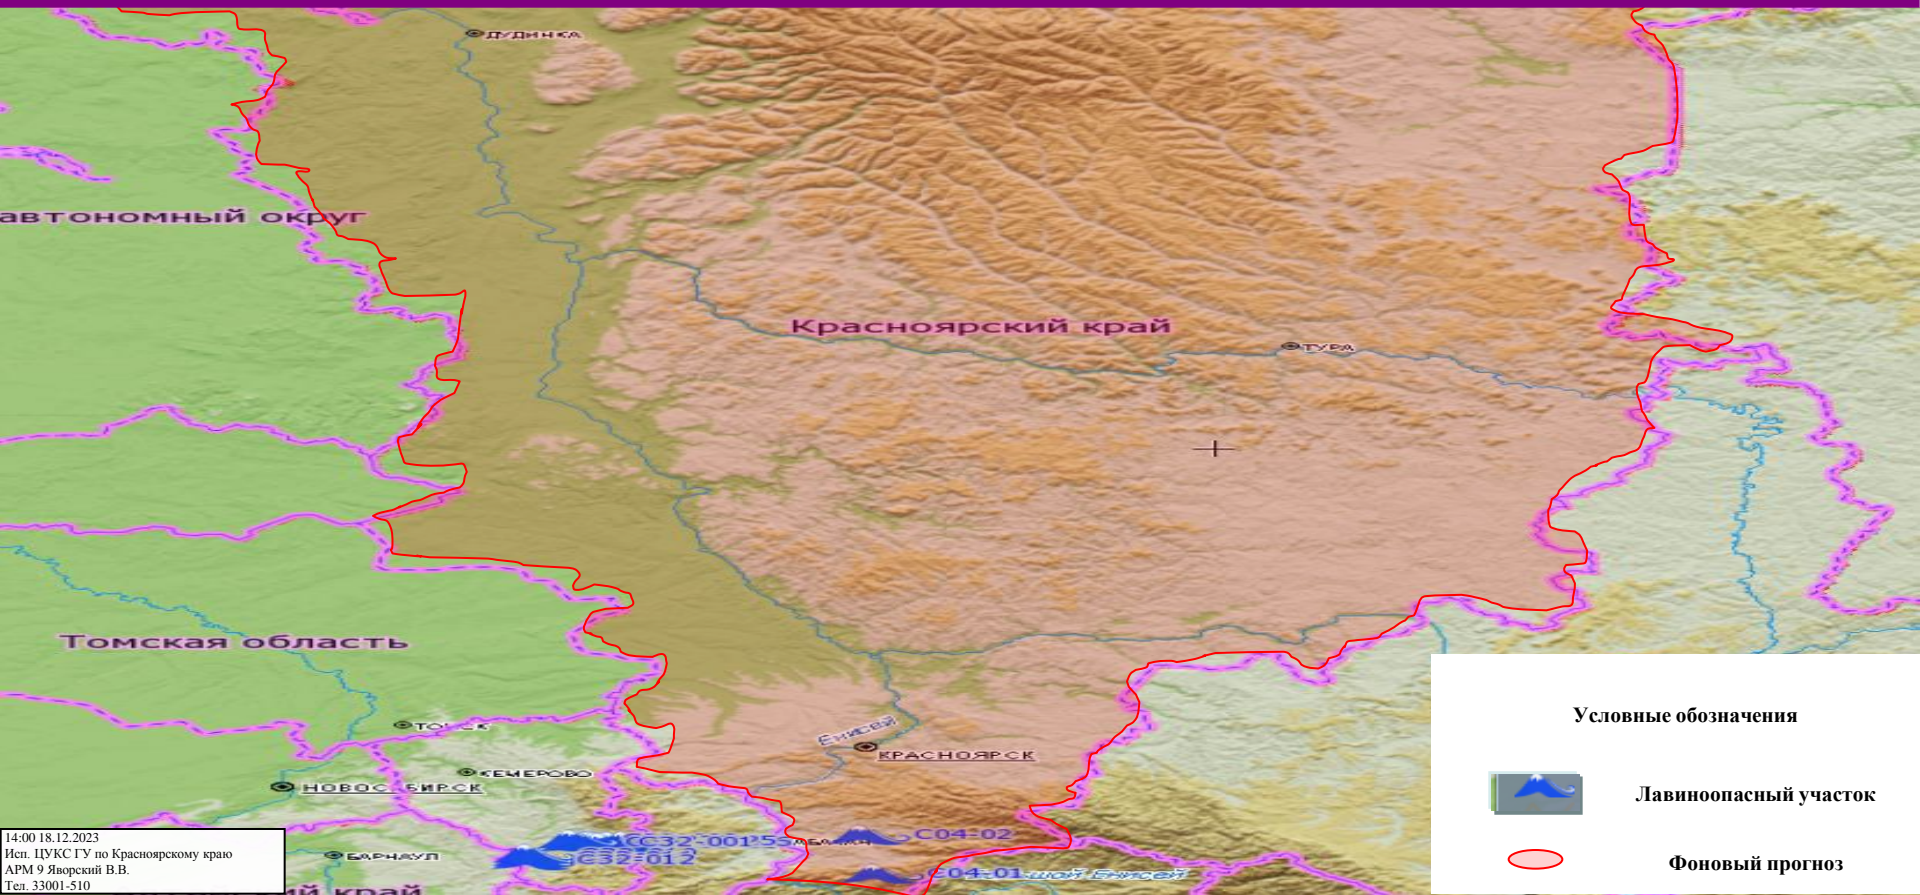 ДУДИНКА
автономный округ
Красноярский край
ТУРА
Томская область
Енисей
КРАСНОЯРСК
КЕМЕРОВО
Условные обозначения
Лавиноопасный участок
Фоновый прогноз
14:00 18.12.2023
Исп. ЦУКС ГУ по Красноярскому краю
АРМ 9 Яворский В.В.
Тел. 33001-510
БАРНАУЛ
С32-012
С04-02
С04-01
край
Енисей